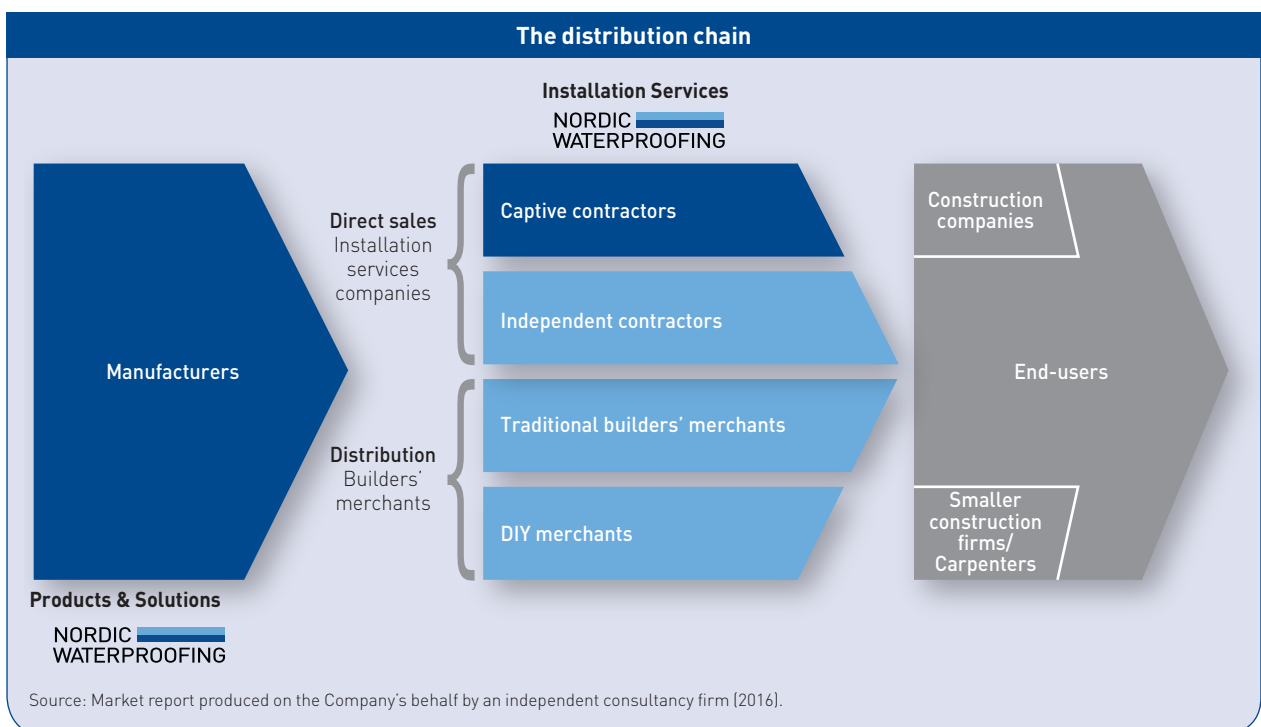 The distribution chain
Installation Services
NORDIC
WATERPROOFING
Manufacturers
Direct sales
Installation
services
companies
Distribution
Builders’
merchants
Captive contractors
Independent contractors
Traditional builders’ merchants
DIY merchants
Construction
companies
End-users
Smaller
construction
firms/
Carpenters
Products & Solutions
NORDIC
WATERPROOFING
Source: Market report produced on the Company’s behalf by an independent consultancy firm (2016).